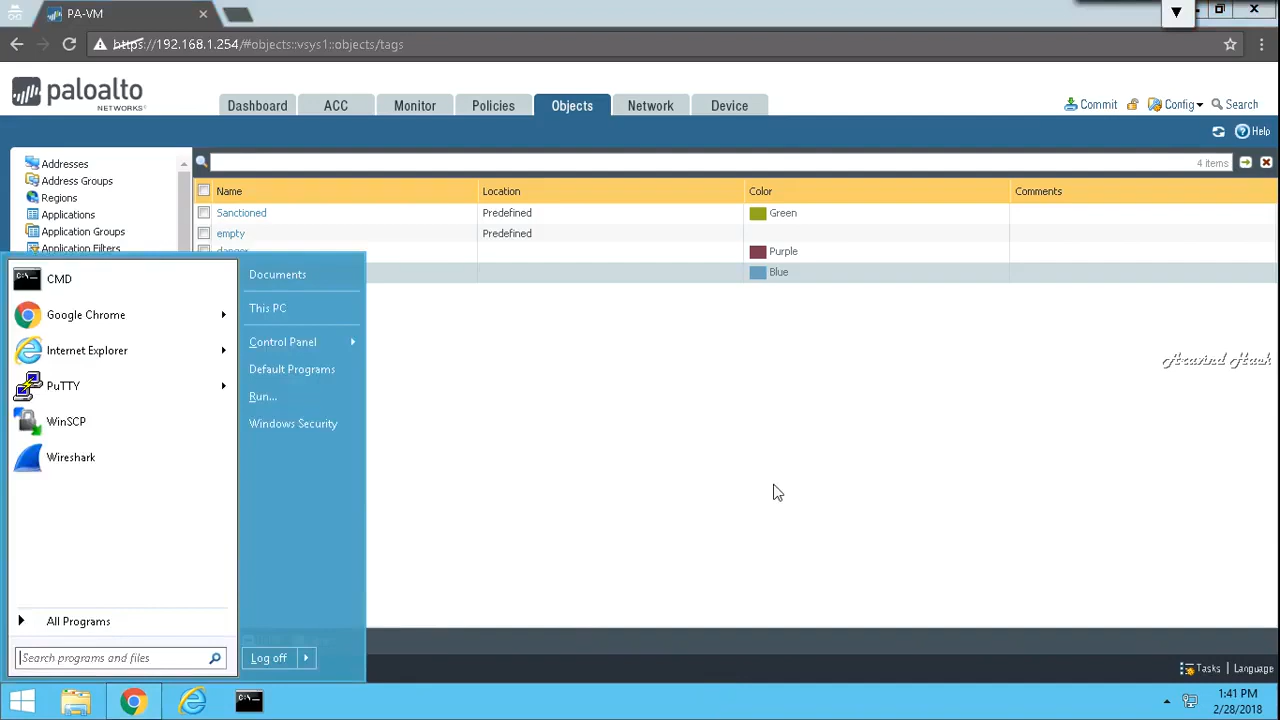 PA-VM
https://192.168.1.254/#objects::vsys1::objects/tags
paloalto
NETWORKS
Dashboard
ACC
Monitor
Policies
Objects
Network
Device
Commit
Config
Search
Help
Addresses
Address Groups
Regions
Applications
Application Groups
Application Filters
4 items
Name Location Color Comments
Sanctioned Predefined Green
empty Predefined
danger Purple
Blue
CMD
Google Chrome
Internet Explorer
PuTTY
WinSCP
Wireshark
All Programs
Search programs and files
Documents
This PC
Control Panel
Default Programs
Run...
Windows Security
Log off
Aravind Hask
Tasks | Language
1:41 PM
2/28/2018